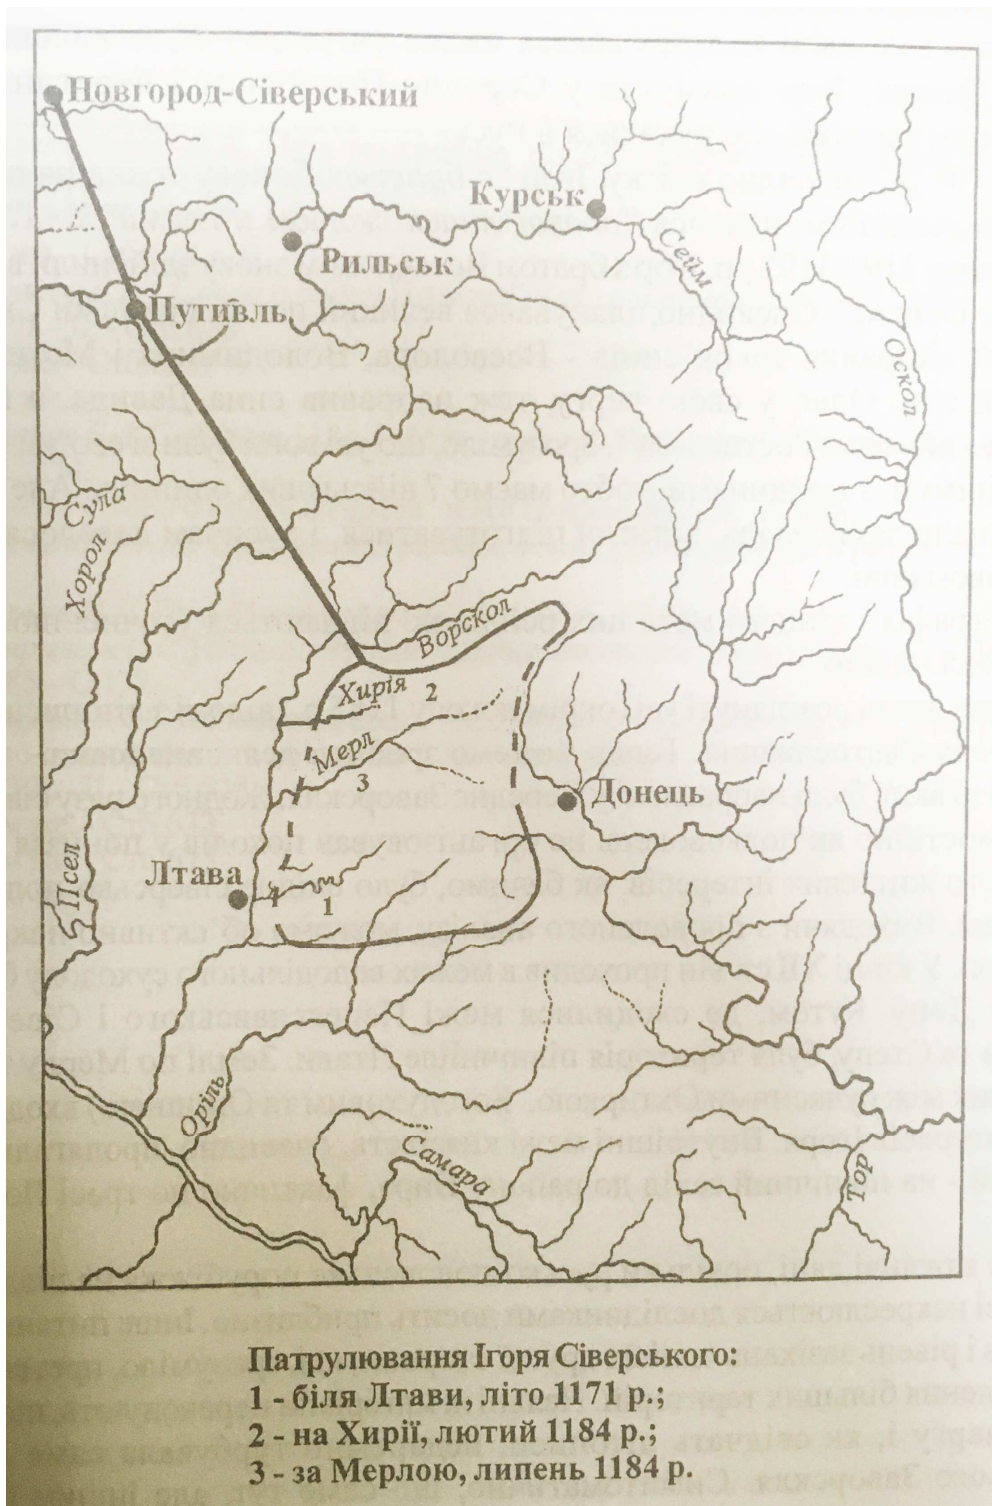 Новгород-Сіверський
Курськ
Сейм
Рильськ
Путивль
Оскол
Сула
Хорол
Ворскол
Хирія
2
Мерл
3
Донець
Псел
Лтава
1
Оріль
Самара
Тор
Патрулювання Ігоря Сіверського:
1 - біля Лтави, літо 1171 р.;
2 - на Хирії, лютий 1184 р.;
3 - за Мерлою, липень 1184 р.